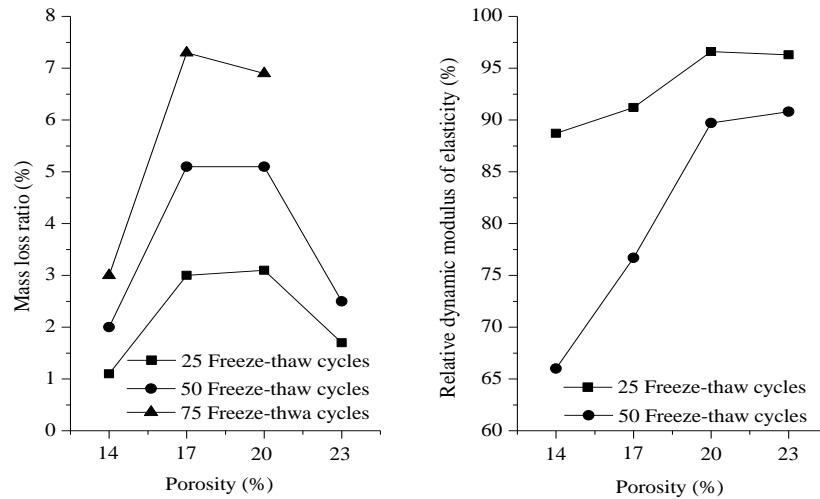 Mass loss ratio (%)
8
7
6
5
4
3
2
1
0
25 Freeze-thaw cycles
50 Freeze-thaw cycles
75 Freeze-thwa cycles
14 17 20 23
Porosity (%)
Relative dynamic modulus of elasticity (%)
100
95
90
85
80
75
70
65
60
25 Freeze-thaw cycles
50 Freeze-thaw cycles
14 17 20 23
Porosity (%)